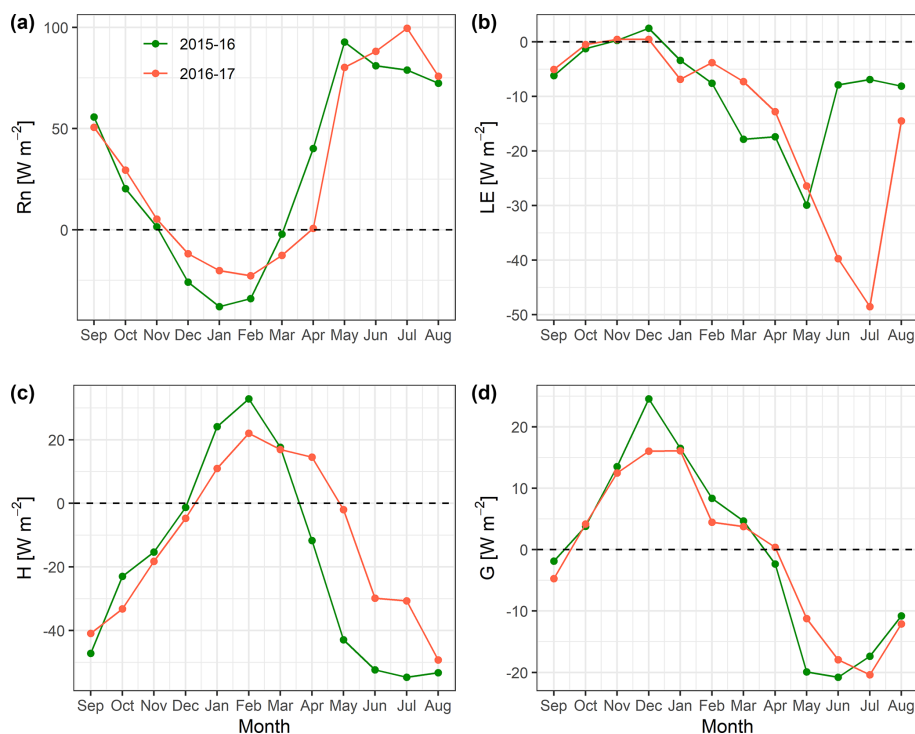 (a)
100
50
0
Rn [W m⁻²]
2015-16
2016-17
Sep Oct Nov Dec Jan Feb Mar Apr May Jun Jul Aug
(b)
0
-10
-20
-30
-40
-50
LE [W m⁻²]
Sep Oct Nov Dec Jan Feb Mar Apr May Jun Jul Aug
(c)
20
0
-20
-40
H [W m⁻²]
Sep Oct Nov Dec Jan Feb Mar Apr May Jun Jul Aug
Month
(d)
20
10
0
-10
-20
G [W m⁻²]
Sep Oct Nov Dec Jan Feb Mar Apr May Jun Jul Aug
Month